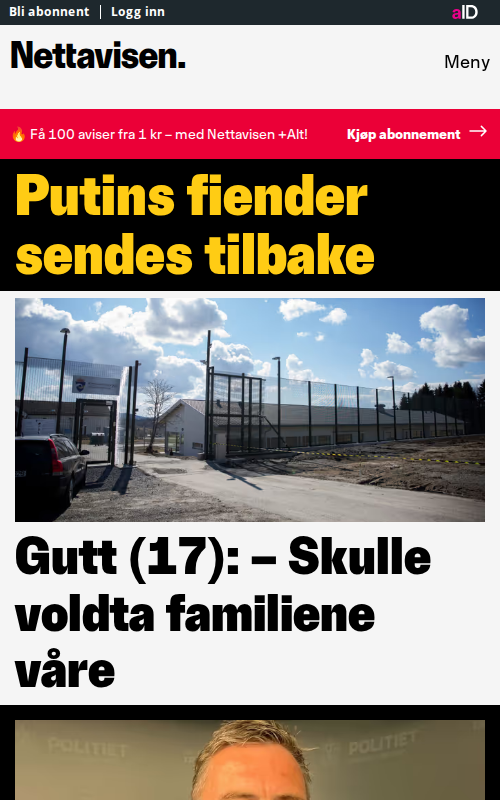 Bli abonnent
Logg inn
aID
Nettavisen.
Meny
🔥 Få 100 aviser fra 1 kr – med Nettavisen +Alt!
Kjøp abonnement →
Putins fiender
sendes tilbake
Gutt (17): – Skulle
voldta familiene
våre
POLITIET
POLITIET